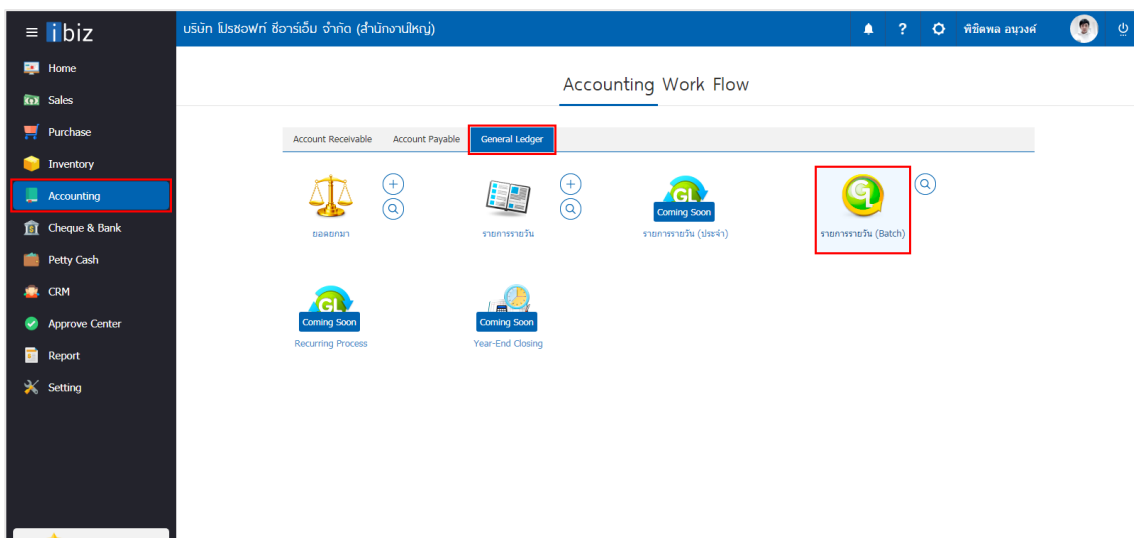 ibiz
บริษัท โปรซอฟท์ ซีอาร์เอ็ม จำกัด (สำนักงานใหญ่)
?
พิชิตพล อนุวงค์
Home
Sales
Purchase
Inventory
Accounting
Cheque & Bank
Petty Cash
CRM
Approve Center
Report
Setting
Accounting Work Flow
Account Receivable Account Payable General Ledger
ยอดยกมา
รายการรายวัน
GL
Coming Soon
รายการรายวัน (ประจำ)
รายการรายวัน (Batch)
GL
Coming Soon
Recurring Process
Coming Soon
Year-End Closing